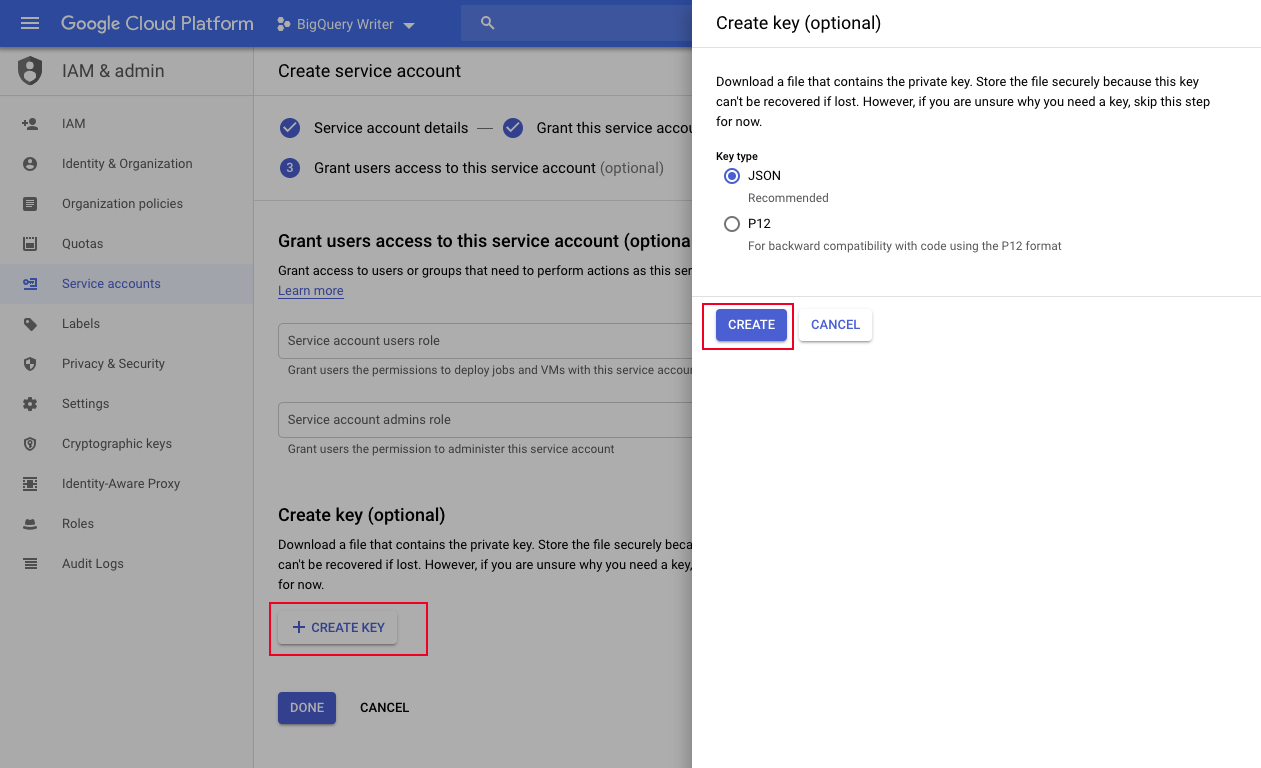 Google Cloud Platform
BigQuery Writer
IAM & admin
IAM
Identity & Organization
Organization policies
Quotas
Service accounts
Labels
Privacy & Security
Settings
Cryptographic keys
Identity-Aware Proxy
Roles
Audit Logs
Create service account
Service account details — Grant this service accou
3 Grant users access to this service account (optional)
Grant users access to this service account (optiona
Grant access to users or groups that need to perform actions as this ser
Learn more
Service account users role
Grant users the permissions to deploy jobs and VMs with this service accoun
Service account admins role
Grant users the permission to administer this service account
Create key (optional)
Download a file that contains the private key. Store the file securely beca
can't be recovered if lost. However, if you are unsure why you need a key,
for now.
+ CREATE KEY
DONE CANCEL
Create key (optional)
Download a file that contains the private key. Store the file securely because this key
can't be recovered if lost. However, if you are unsure why you need a key, skip this step
for now.
Key type
JSON
Recommended
P12
For backward compatibility with code using the P12 format
CREATE CANCEL